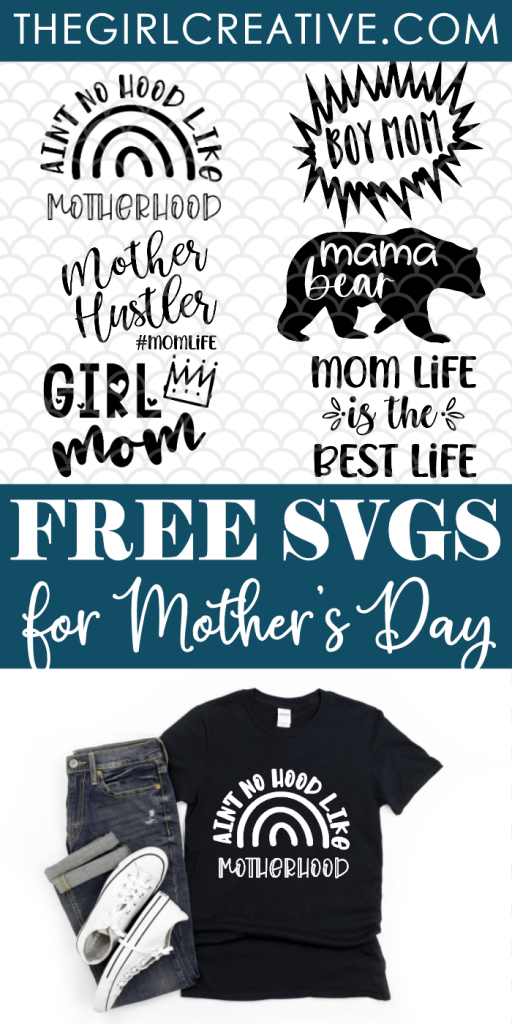 THEGIRLCREATIVE.COM
AIN'T NO HOOD LIKE
MOTHERHOOD
BOY MOM
Mother
Hustler
#MOMLIFE
mama
bear
GIRL
mom
MOM LIFE
is the
BEST LIFE
FREE SVGS
for Mother's Day
AIN'T NO HOOD LIKE
MOTHERHOOD